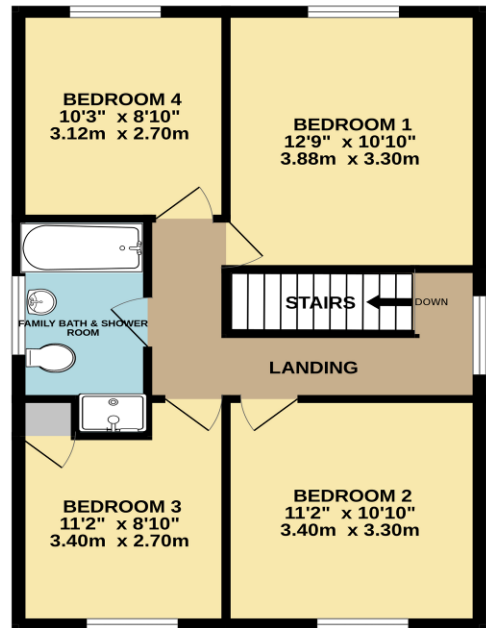 BEDROOM 4
10'3" x 8'10"
3.12m x 2.70m
BEDROOM 1
12'9" x 10'10"
3.88m x 3.30m
STAIRS
DOWN
FAMILY BATH & SHOWER
ROOM
LANDING
BEDROOM 3
11'2" x 8'10"
3.40m x 2.70m
BEDROOM 2
11'2" x 10'10"
3.40m x 3.30m